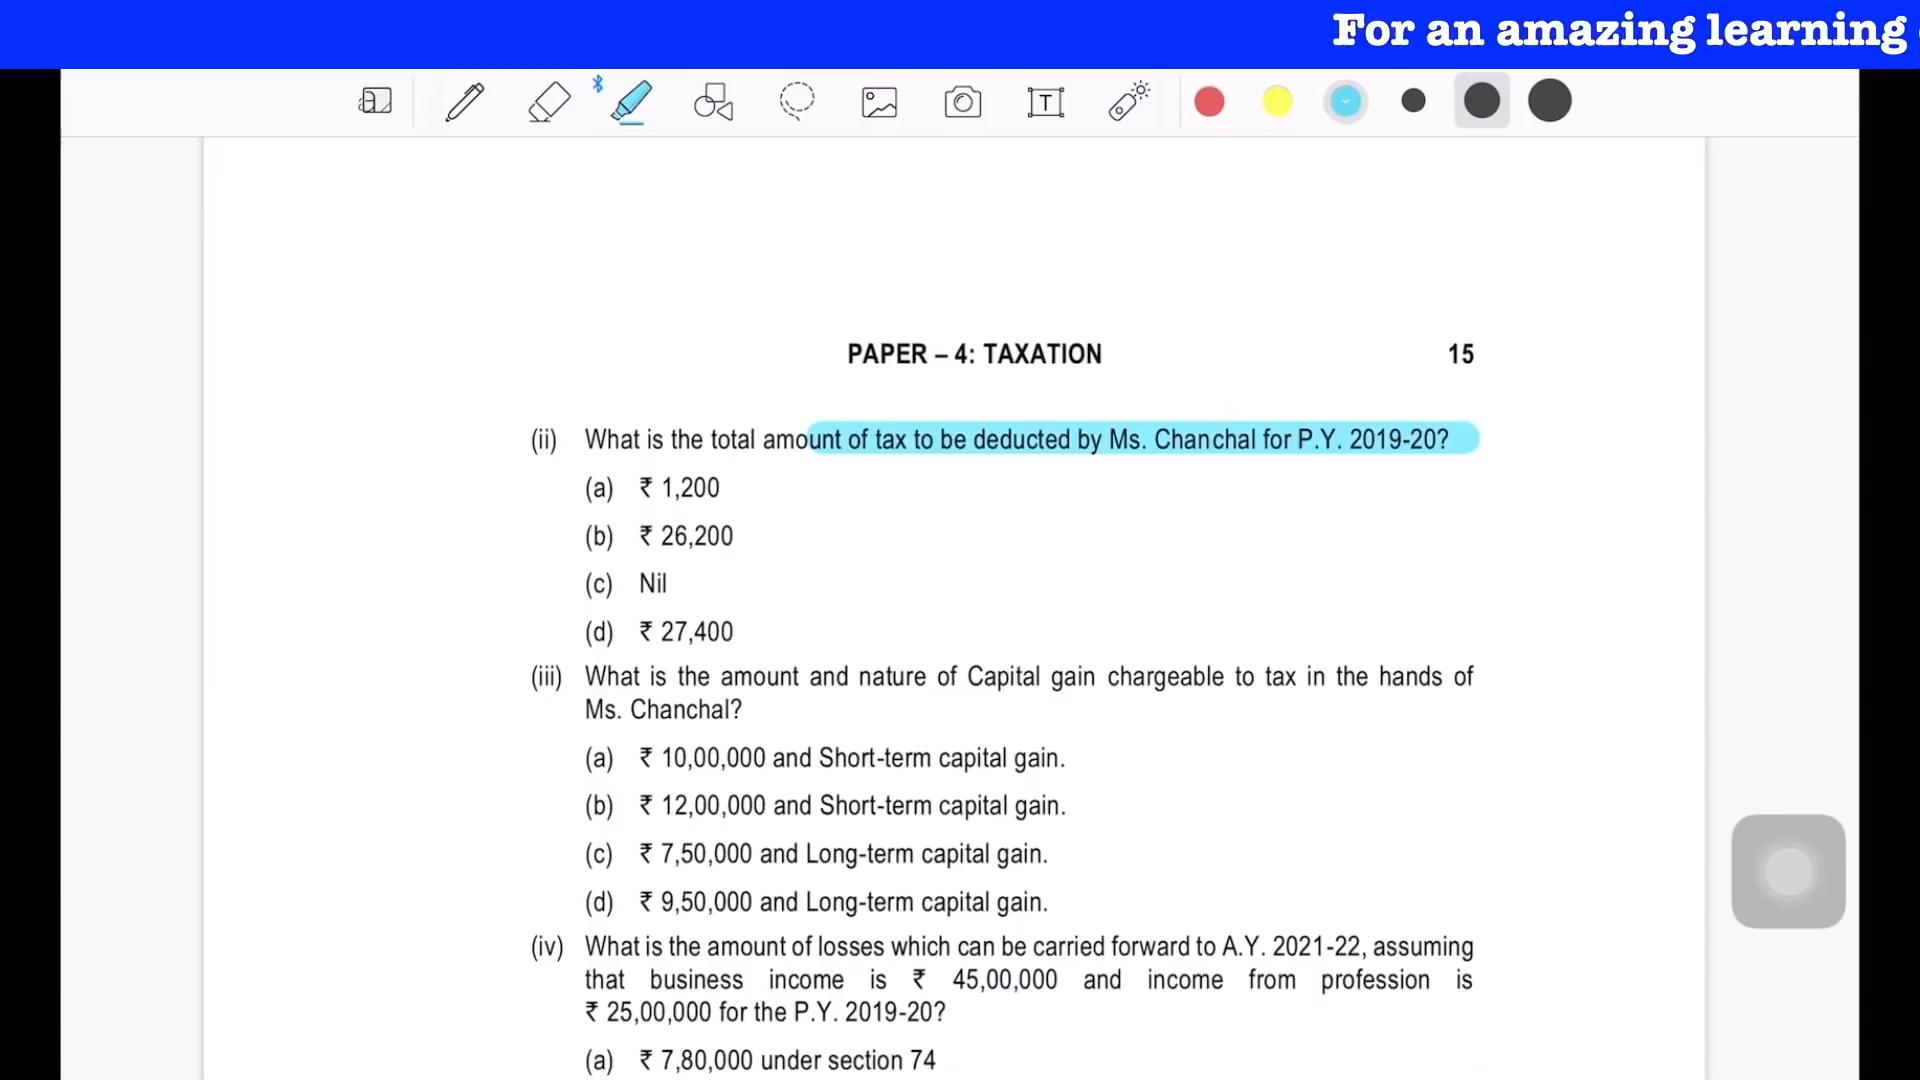 For an amazing learning
PAPER – 4: TAXATION 15
(ii) What is the total amount of tax to be deducted by Ms. Chanchal for P.Y. 2019-20?
(a) ₹ 1,200
(b) ₹ 26,200
(c) Nil
(d) ₹ 27,400
(iii) What is the amount and nature of Capital gain chargeable to tax in the hands of
Ms. Chanchal?
(a) ₹ 10,00,000 and Short-term capital gain.
(b) ₹ 12,00,000 and Short-term capital gain.
(c) ₹ 7,50,000 and Long-term capital gain.
(d) ₹ 9,50,000 and Long-term capital gain.
(iv) What is the amount of losses which can be carried forward to A.Y. 2021-22, assuming
that business income is ₹ 45,00,000 and income from profession is
₹ 25,00,000 for the P.Y. 2019-20?
(a) ₹ 7,80,000 under section 74